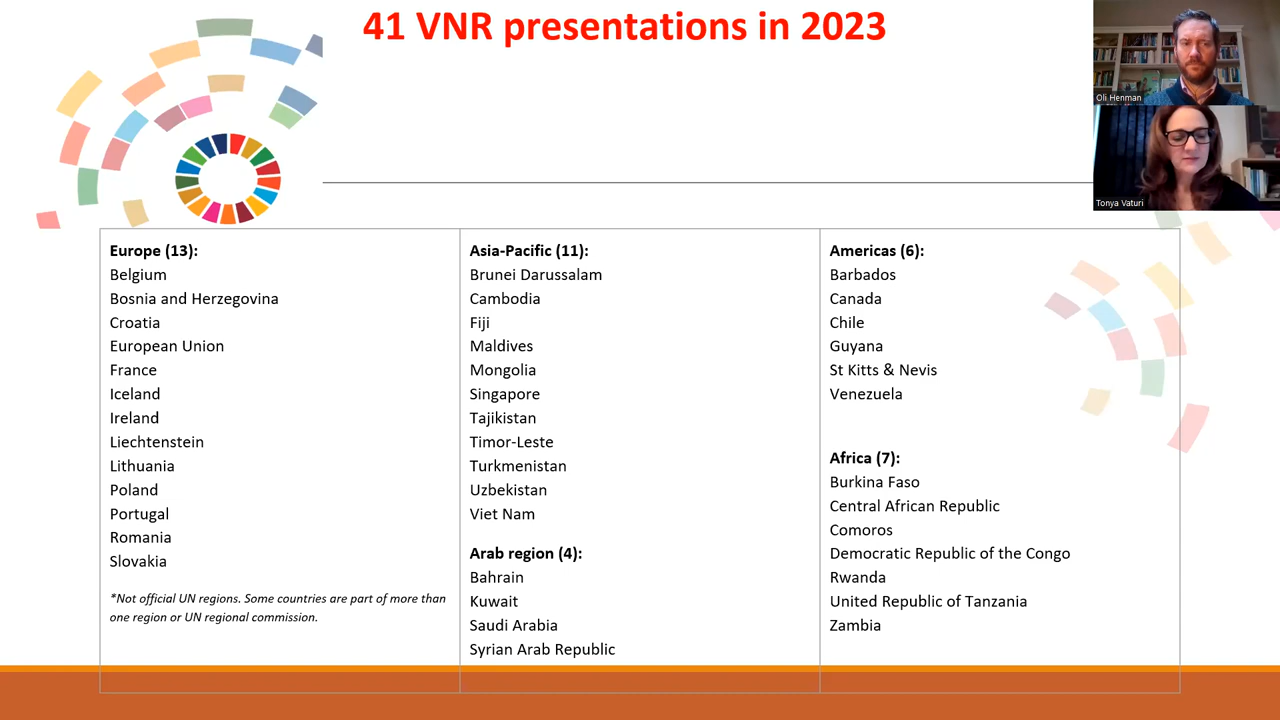 41 VNR presentations in 2023
Oli Henman
Tonya Vaturi
Europe (13):
Belgium
Bosnia and Herzegovina
Croatia
European Union
France
Iceland
Ireland
Liechtenstein
Lithuania
Poland
Portugal
Romania
Slovakia
*Not official UN regions. Some countries are part of more than
one region or UN regional commission.
Asia-Pacific (11):
Brunei Darussalam
Cambodia
Fiji
Maldives
Mongolia
Singapore
Tajikistan
Timor-Leste
Turkmenistan
Uzbekistan
Viet Nam
Arab region (4):
Bahrain
Kuwait
Saudi Arabia
Syrian Arab Republic
Americas (6):
Barbados
Canada
Chile
Guyana
St Kitts & Nevis
Venezuela
Africa (7):
Burkina Faso
Central African Republic
Comoros
Democratic Republic of the Congo
Rwanda
United Republic of Tanzania
Zambia